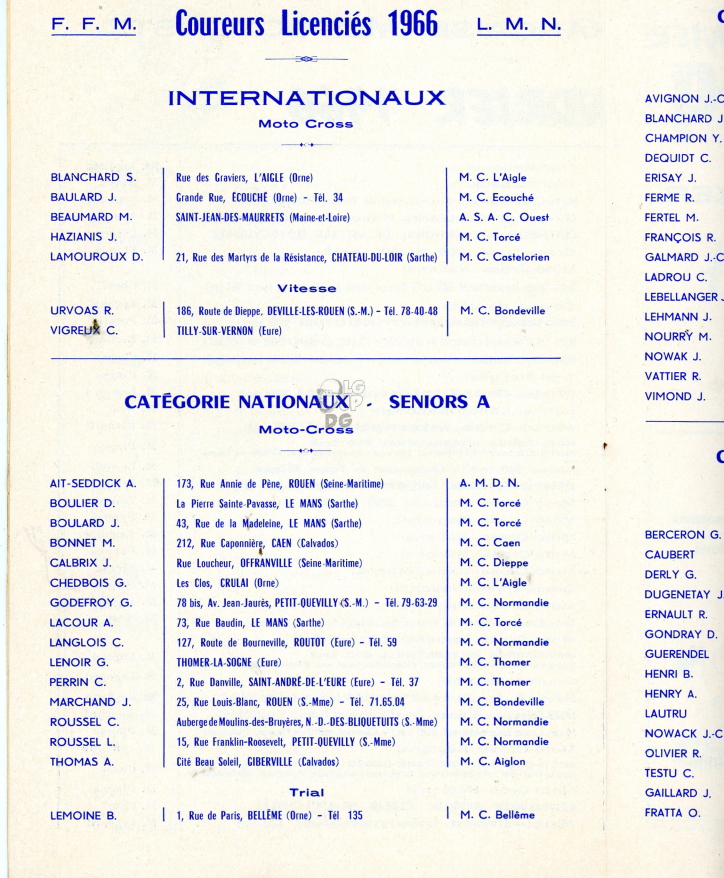 F. F. M. Coureurs Licenciés 1966 L. M. N.
INTERNATIONAUX
Moto Cross
BLANCHARD S. Rue des Graviers, L'AIGLE (Orne) M. C. L'Aigle
BAULARD J. Grande Rue, ÉCOUCHÉ (Orne) - Tél. 34 M. C. Ecouché
BEAUMARD M. SAINT-JEAN-DES-MAURRETS (Maine-et-Loire) A. S. A. C. Ouest
HAZIANIS J. M. C. Torcé
LAMOUROUX D. 21, Rue des Martyrs de la Résistance, CHATEAU-DU-LOIR (Sarthe) M. C. Castelorien
Vitesse
URVOAS R. 186, Route de Dieppe, DEVILLE-LES-ROUEN (S.-M.) - Tél. 78-40-48 M. C. Bondeville
VIGREUX C. TILLY-SUR-VERNON (Eure)
CATÉGORIE NATIONAUX - SENIORS A
Moto-Cross
AIT-SEDDICK A. 173, Rue Annie de Pène, ROUEN (Seine-Maritime) A. M. D. N.
BOULIER D. La Pierre Sainte-Pavasse, LE MANS (Sarthe) M. C. Torcé
BOULARD J. 43, Rue de la Madeleine, LE MANS (Sarthe) M. C. Torcé
BONNET M. 212, Rue Caponnière, CAEN (Calvados) M. C. Caen
CALBRIX J. Rue Loucheur, OFFRANVILLE (Seine-Maritime) M. C. Dieppe
CHEDBOIS G. Les Clos, CRULAI (Orne) M. C. L'Aigle
GODEFROY G. 78 bis, Av. Jean-Jaurès, PETIT-QUEVILLY (S.-M.) - Tél. 79-63-29 M. C. Normandie
LACOUR A. 73, Rue Baudin, LE MANS (Sarthe) M. C. Torcé
LANGLOIS C. 127, Route de Bourneville, ROUTOT (Eure) - Tél. 59 M. C. Normandie
LENOIR G. THOMER-LA-SOGNE (Eure) M. C. Thomer
PERRIN C. 2, Rue Danville, SAINT-ANDRÉ-DE-L'EURE (Eure) - Tél. 37 M. C. Thomer
MARCHAND J. 25, Rue Louis-Blanc, ROUEN (S.-Mme) - Tél. 71.65.04 M. C. Bondeville
ROUSSEL C. Auberge de Moulins-des-Bruyères, N.-D.-DES-BLIQUETUITS (S.-Mme) M. C. Normandie
ROUSSEL L. 15, Rue Franklin-Roosevelt, PETIT-QUEVILLY (S.-Mme) M. C. Normandie
THOMAS A. Cité Beau Soleil, GIBERVILLE (Calvados) M. C. Aiglon
Trial
LEMOINE B. 1, Rue de Paris, BELLÊME (Orne) - Tél 135 M. C. Bellême
AVIGNON J.-C
BLANCHARD J
CHAMPION Y.
DEQUIDT C.
ERISAY J.
FERME R.
FERTEL M.
FRANÇOIS R.
GALMARD J.-C
LADROU C.
LEBELLANGER J
LEHMANN J.
NOURRY M.
NOWAK J.
VATTIER R.
VIMOND J.
BERCERON G.
CAUBERT
DERLY G.
DUGENETAY J
ERNAULT R.
GONDRAY D.
GUERENDEL
HENRI B.
HENRY A.
LAUTRU
NOWACK J.-C
OLIVIER R.
TESTU C.
GAILLARD J.
FRATTA O.